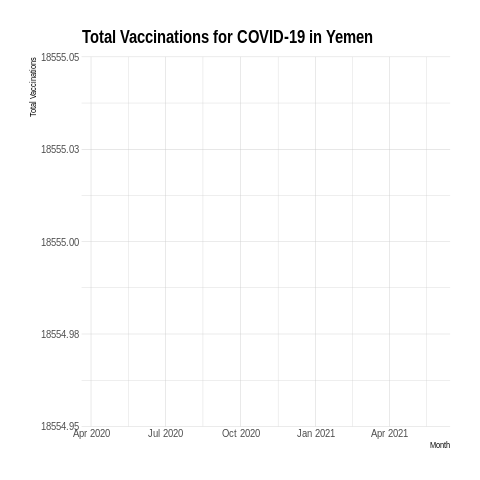 Total Vaccinations for COVID-19 in Yemen
Total Vaccinations
18555.05
18555.03
18555.00
18554.98
18554.95
Apr 2020 Jul 2020 Oct 2020 Jan 2021 Apr 2021
Month